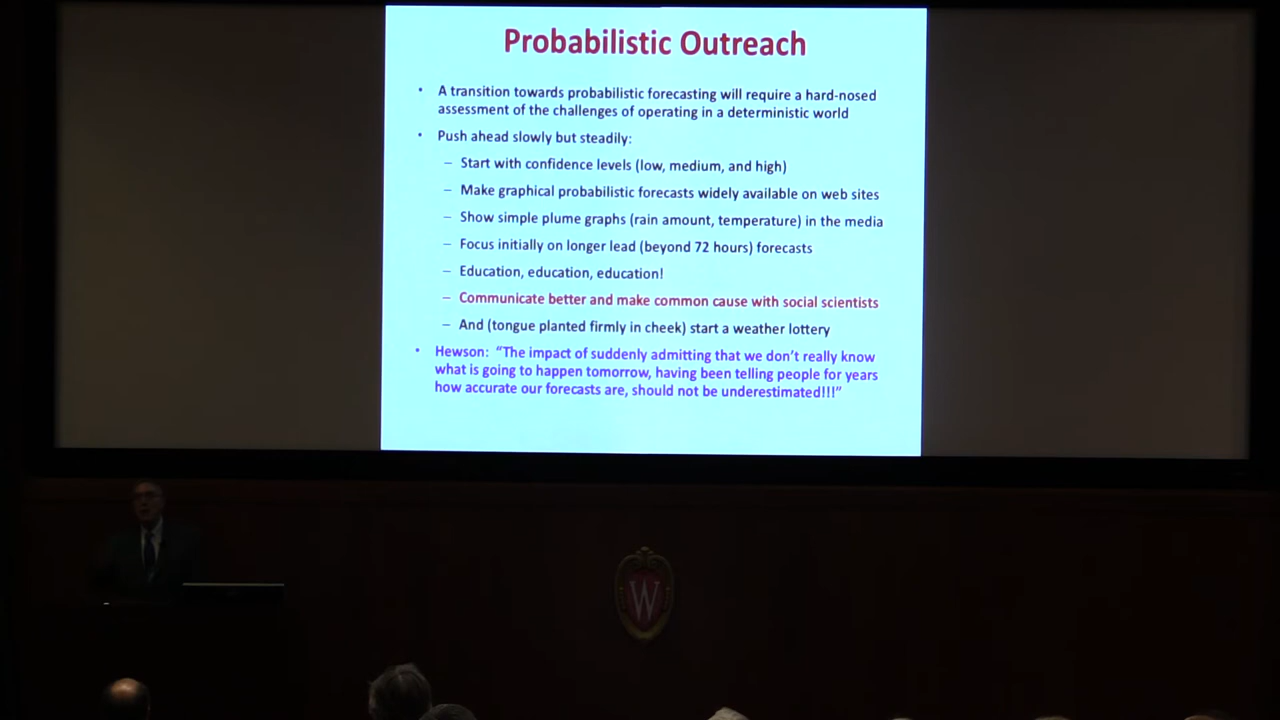 Probabilistic Outreach
• A transition towards probabilistic forecasting will require a hard-nosed
assessment of the challenges of operating in a deterministic world
• Push ahead slowly but steadily:
– Start with confidence levels (low, medium, and high)
– Make graphical probabilistic forecasts widely available on web sites
– Show simple plume graphs (rain amount, temperature) in the media
– Focus initially on longer lead (beyond 72 hours) forecasts
– Education, education, education!
– Communicate better and make common cause with social scientists
– And (tongue planted firmly in cheek) start a weather lottery
• Hewson: “The impact of suddenly admitting that we don’t really know
what is going to happen tomorrow, having been telling people for years
how accurate our forecasts are, should not be underestimated!!!”
W